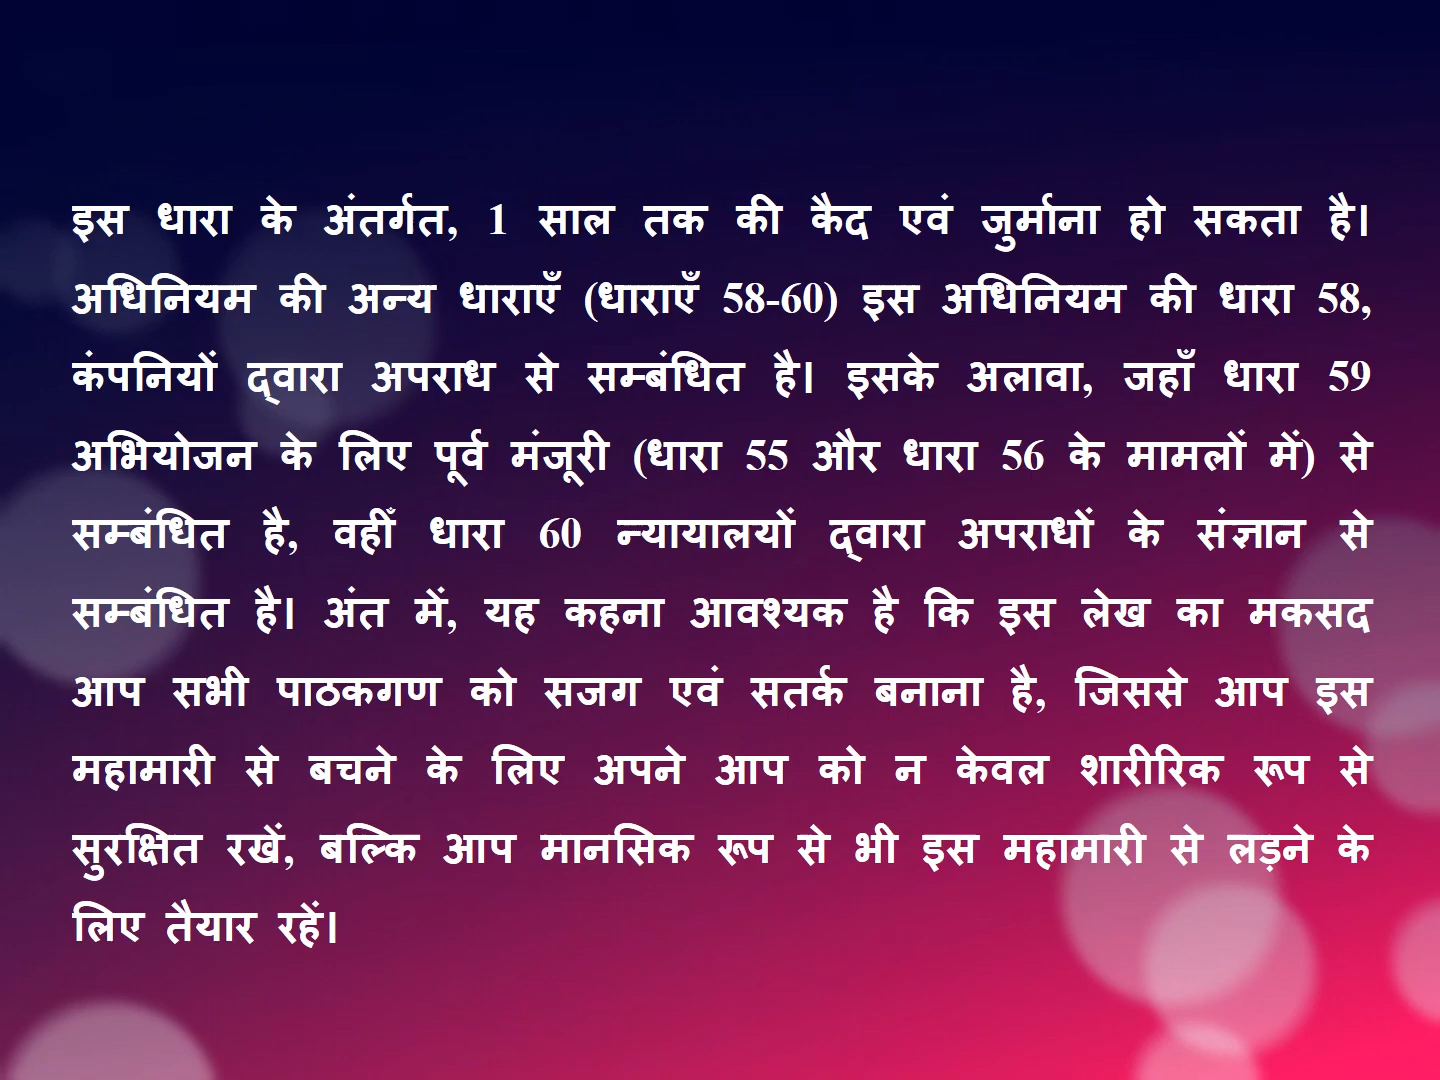 इस धारा के अंतर्गत, 1 साल तक की कैद एवं जुर्माना हो सकता है।
अधिनियम की अन्य धाराएँ (धाराएँ 58-60) इस अधिनियम की धारा 58,
कंपनियों द्वारा अपराध से सम्बंधित है। इसके अलावा, जहाँ धारा 59
अभियोजन के लिए पूर्व मंजूरी (धारा 55 और धारा 56 के मामलों में) से
सम्बंधित है, वहीँ धारा 60 न्यायालयों द्वारा अपराधों के संज्ञान से
सम्बंधित है। अंत में, यह कहना आवश्यक है कि इस लेख का मकसद
आप सभी पाठकगण को सजग एवं सतर्क बनाना है, जिससे आप इस
महामारी से बचने के लिए अपने आप को न केवल शारीरिक रूप से
सुरक्षित रखें, बल्कि आप मानसिक रूप से भी इस महामारी से लड़ने के
लिए तैयार रहें।